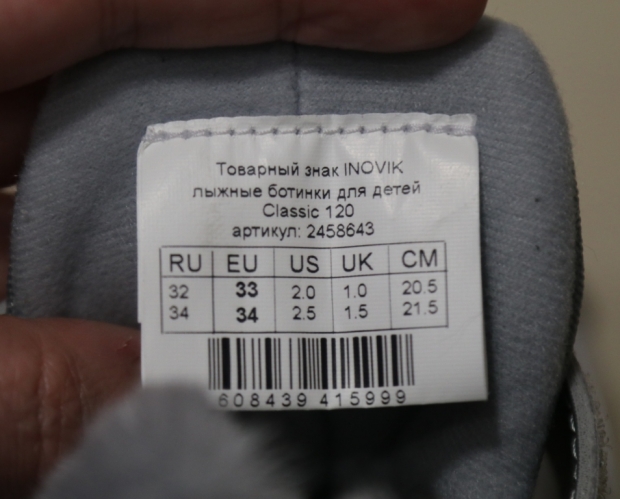 Товарный знак INOVIK
лыжные ботинки для детей
Classic 120
артикул: 2458643
RU EU US UK CM
32 33 2.0 1.0 20.5
34 34 2.5 1.5 21.5
608439 415999